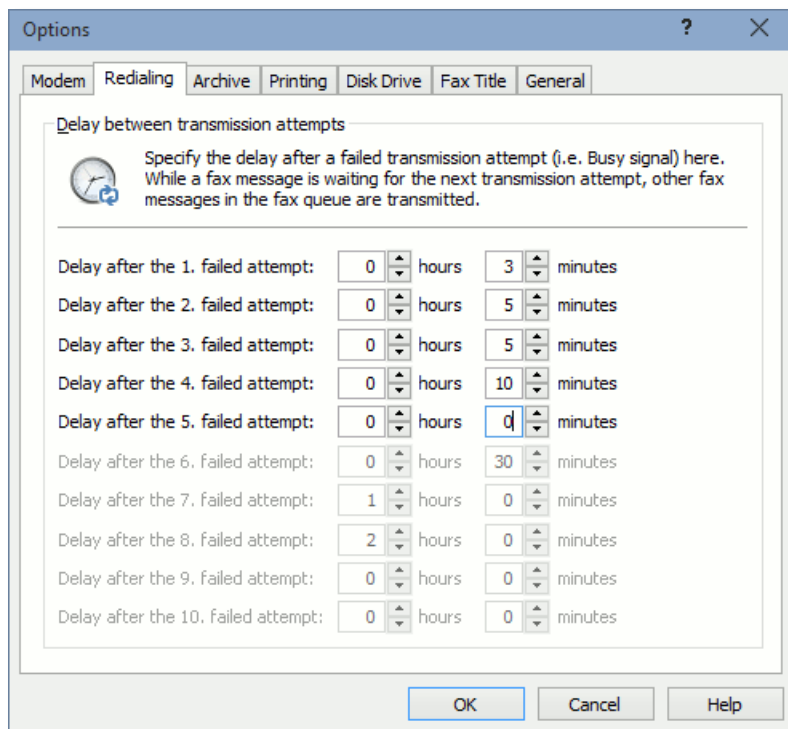 Options ?
Modem Redialing Archive Printing Disk Drive Fax Title General
Delay between transmission attempts
Specify the delay after a failed transmission attempt (i.e. Busy signal) here.
While a fax message is waiting for the next transmission attempt, other fax
messages in the fax queue are transmitted.
Delay after the 1. failed attempt: 0 hours 3 minutes
Delay after the 2. failed attempt: 0 hours 5 minutes
Delay after the 3. failed attempt: 0 hours 5 minutes
Delay after the 4. failed attempt: 0 hours 10 minutes
Delay after the 5. failed attempt: 0 hours 0 minutes
Delay after the 6. failed attempt: 0 hours 30 minutes
Delay after the 7. failed attempt: 1 hours 0 minutes
Delay after the 8. failed attempt: 2 hours 0 minutes
Delay after the 9. failed attempt: 0 hours 0 minutes
Delay after the 10. failed attempt: 0 hours 0 minutes
OK Cancel Help